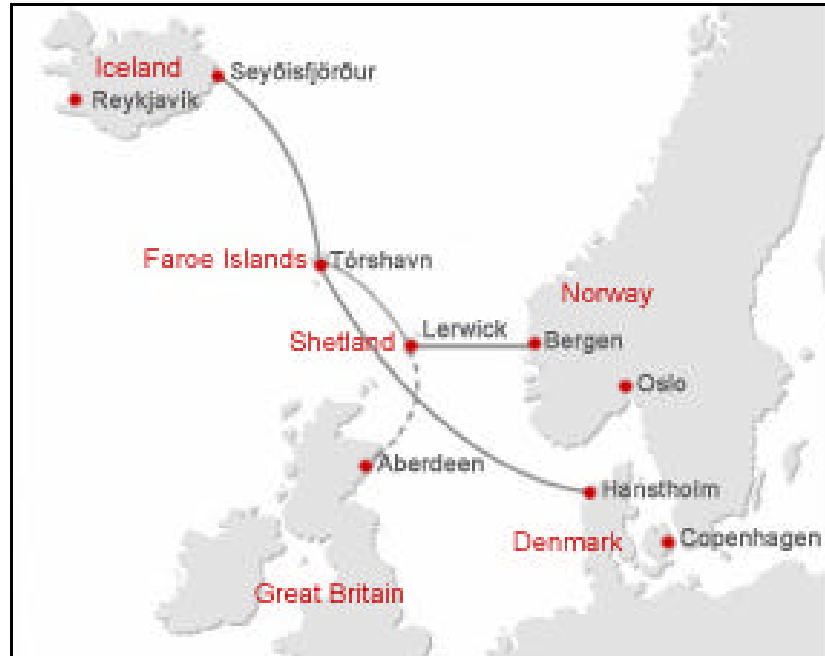 Iceland
Seyðisfjörður
Reykjavík
Faroe Islands
Tórshavn
Norway
Lerwick
Shetland
Bergen
Oslo
Aberdeen
Hanstholm
Denmark
Copenhagen
Great Britain